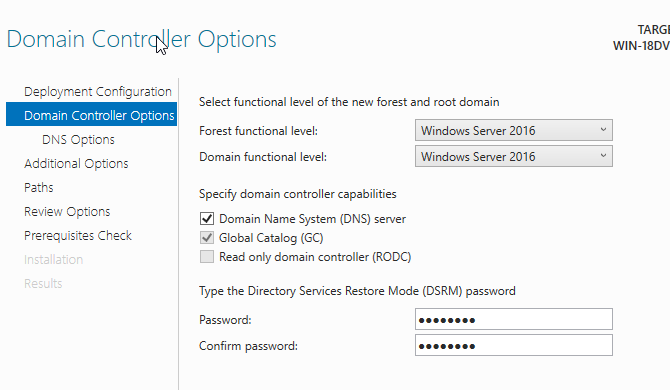 Domain Controller Options
TARGE
WIN-18DV
Deployment Configuration
Domain Controller Options
DNS Options
Additional Options
Paths
Review Options
Prerequisites Check
Installation
Results
Select functional level of the new forest and root domain
Forest functional level: Windows Server 2016
Domain functional level: Windows Server 2016
Specify domain controller capabilities
Domain Name System (DNS) server
Global Catalog (GC)
Read only domain controller (RODC)
Type the Directory Services Restore Mode (DSRM) password
Password: ●●●●●●●●
Confirm password: ●●●●●●●●